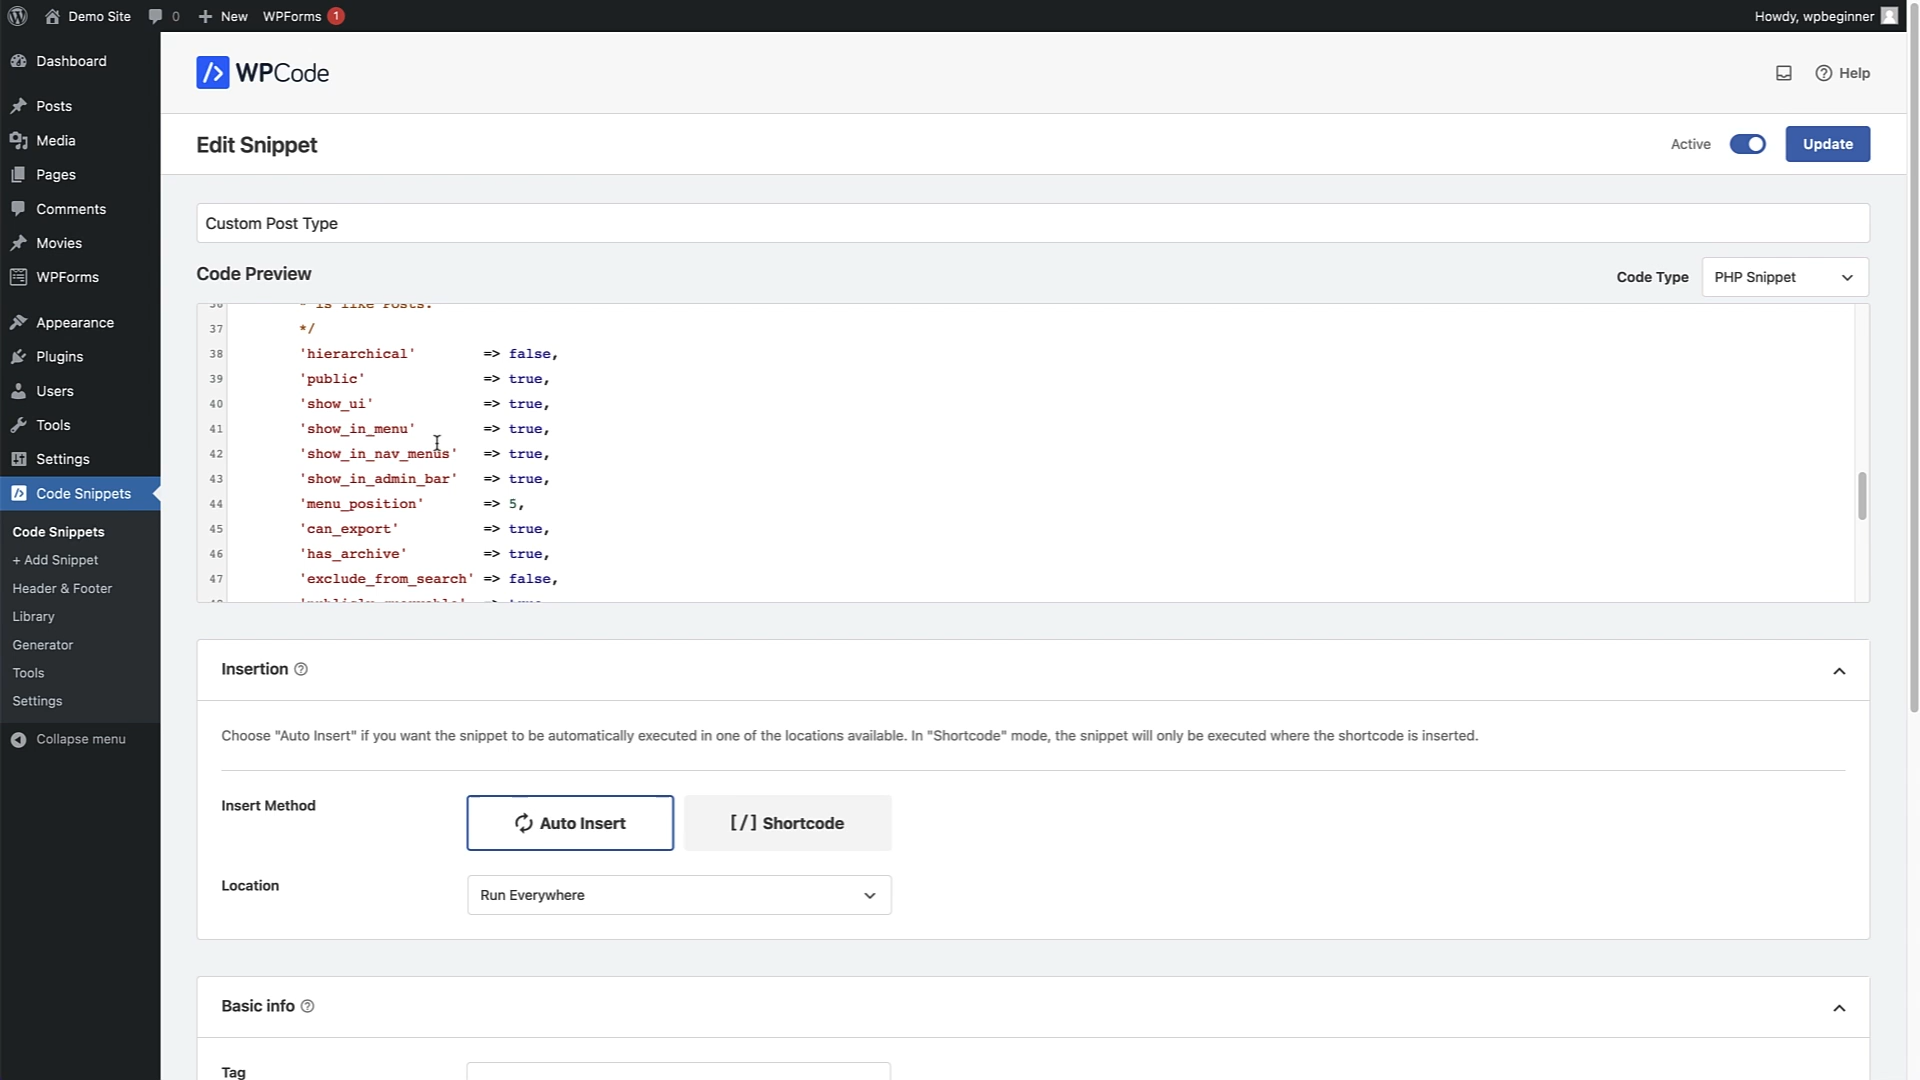 Demo Site
0
New
WPForms
1
Howdy, wpbeginner
Dashboard
Posts
Media
Pages
Comments
Movies
WPForms
Appearance
Plugins
Users
Tools
Settings
Code Snippets
Code Snippets
+ Add Snippet
Header & Footer
Library
Generator
Tools
Settings
Collapse menu
WPCode
Help
Edit Snippet
Active
Update
Custom Post Type
Code Preview
Code Type
PHP Snippet
36 * is like Posts.
37 */
38 'hierarchical' => false,
39 'public' => true,
40 'show_ui' => true,
41 'show_in_menu' => true,
42 'show_in_nav_menus' => true,
43 'show_in_admin_bar' => true,
44 'menu_position' => 5,
45 'can_export' => true,
46 'has_archive' => true,
47 'exclude_from_search' => false,
Insertion
Choose "Auto Insert" if you want the snippet to be automatically executed in one of the locations available. In "Shortcode" mode, the snippet will only be executed where the shortcode is inserted.
Insert Method
Auto Insert
[/] Shortcode
Location
Run Everywhere
Basic info
Tag